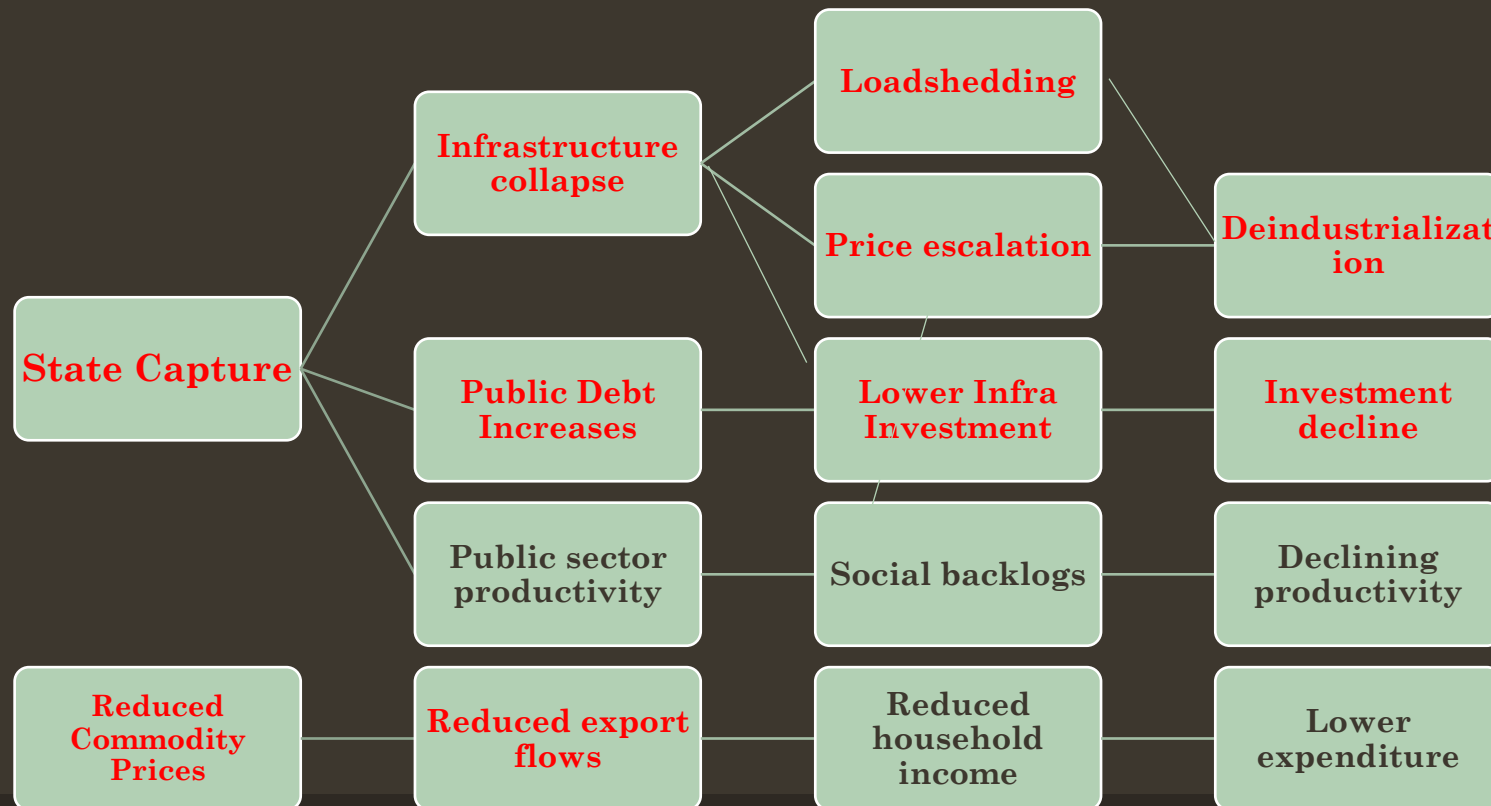 Loadshedding
Infrastructure
collapse
Price escalation
Deindustrializat
ion
State Capture
Public Debt
Increases
Lower Infra
Investment
Investment
decline
Public sector
productivity
Social backlogs
Declining
productivity
Reduced
Commodity
Prices
Reduced export
flows
Reduced
household
income
Lower
expenditure